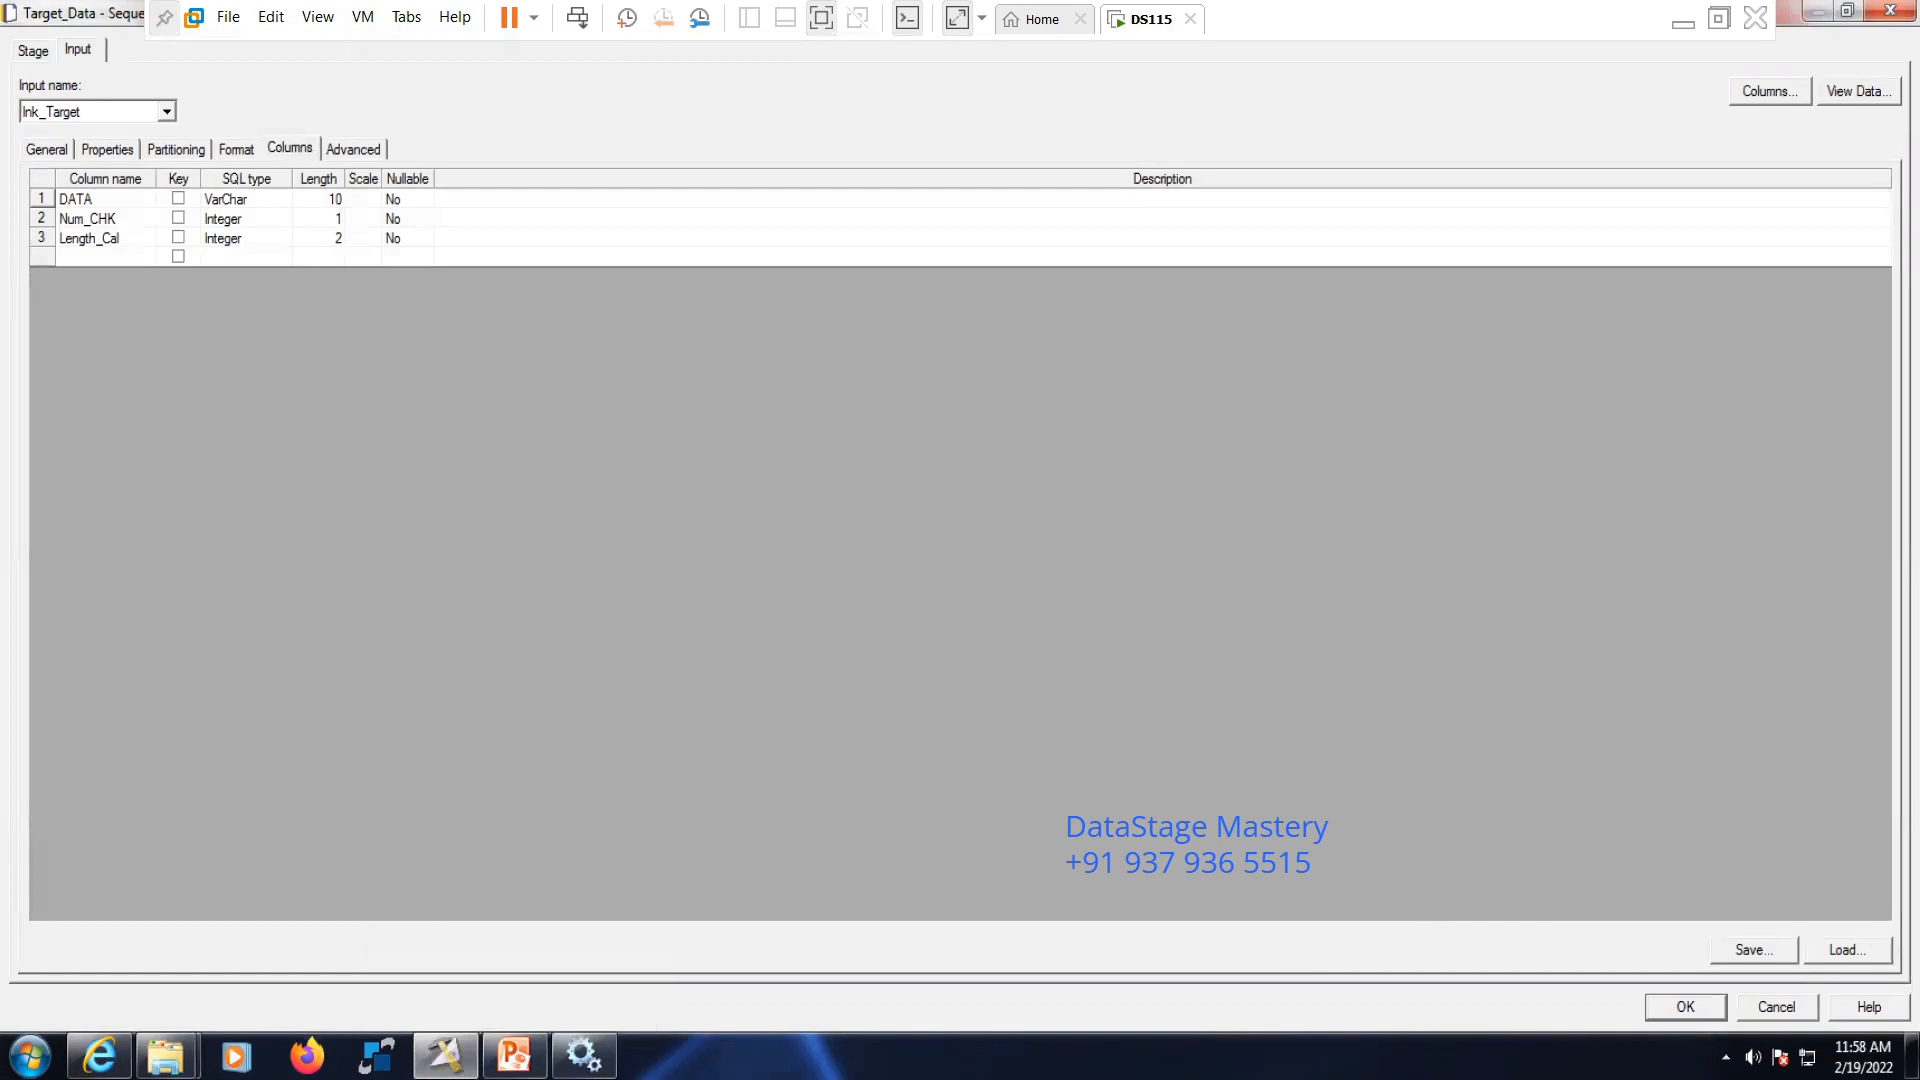 Target_Data - Seque
File Edit View VM Tabs Help
Home
DS115
Stage Input
Input name:
lnk_Target
Columns... View Data...
General Properties Partitioning Format Columns Advanced
Column name Key SQL type Length Scale Nullable Description
1 DATA VarChar 10 No
2 Num_CHK Integer 1 No
3 Length_Cal Integer 2 No
DataStage Mastery
+91 937 936 5515
Save... Load...
OK Cancel Help
11:58 AM
2/19/2022